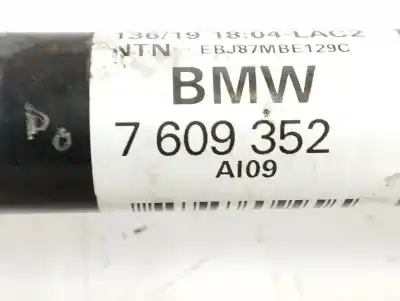 136/19 18:04-LAC2
NTN EBJ87MBE129C
BMW
7 609 352
AI09